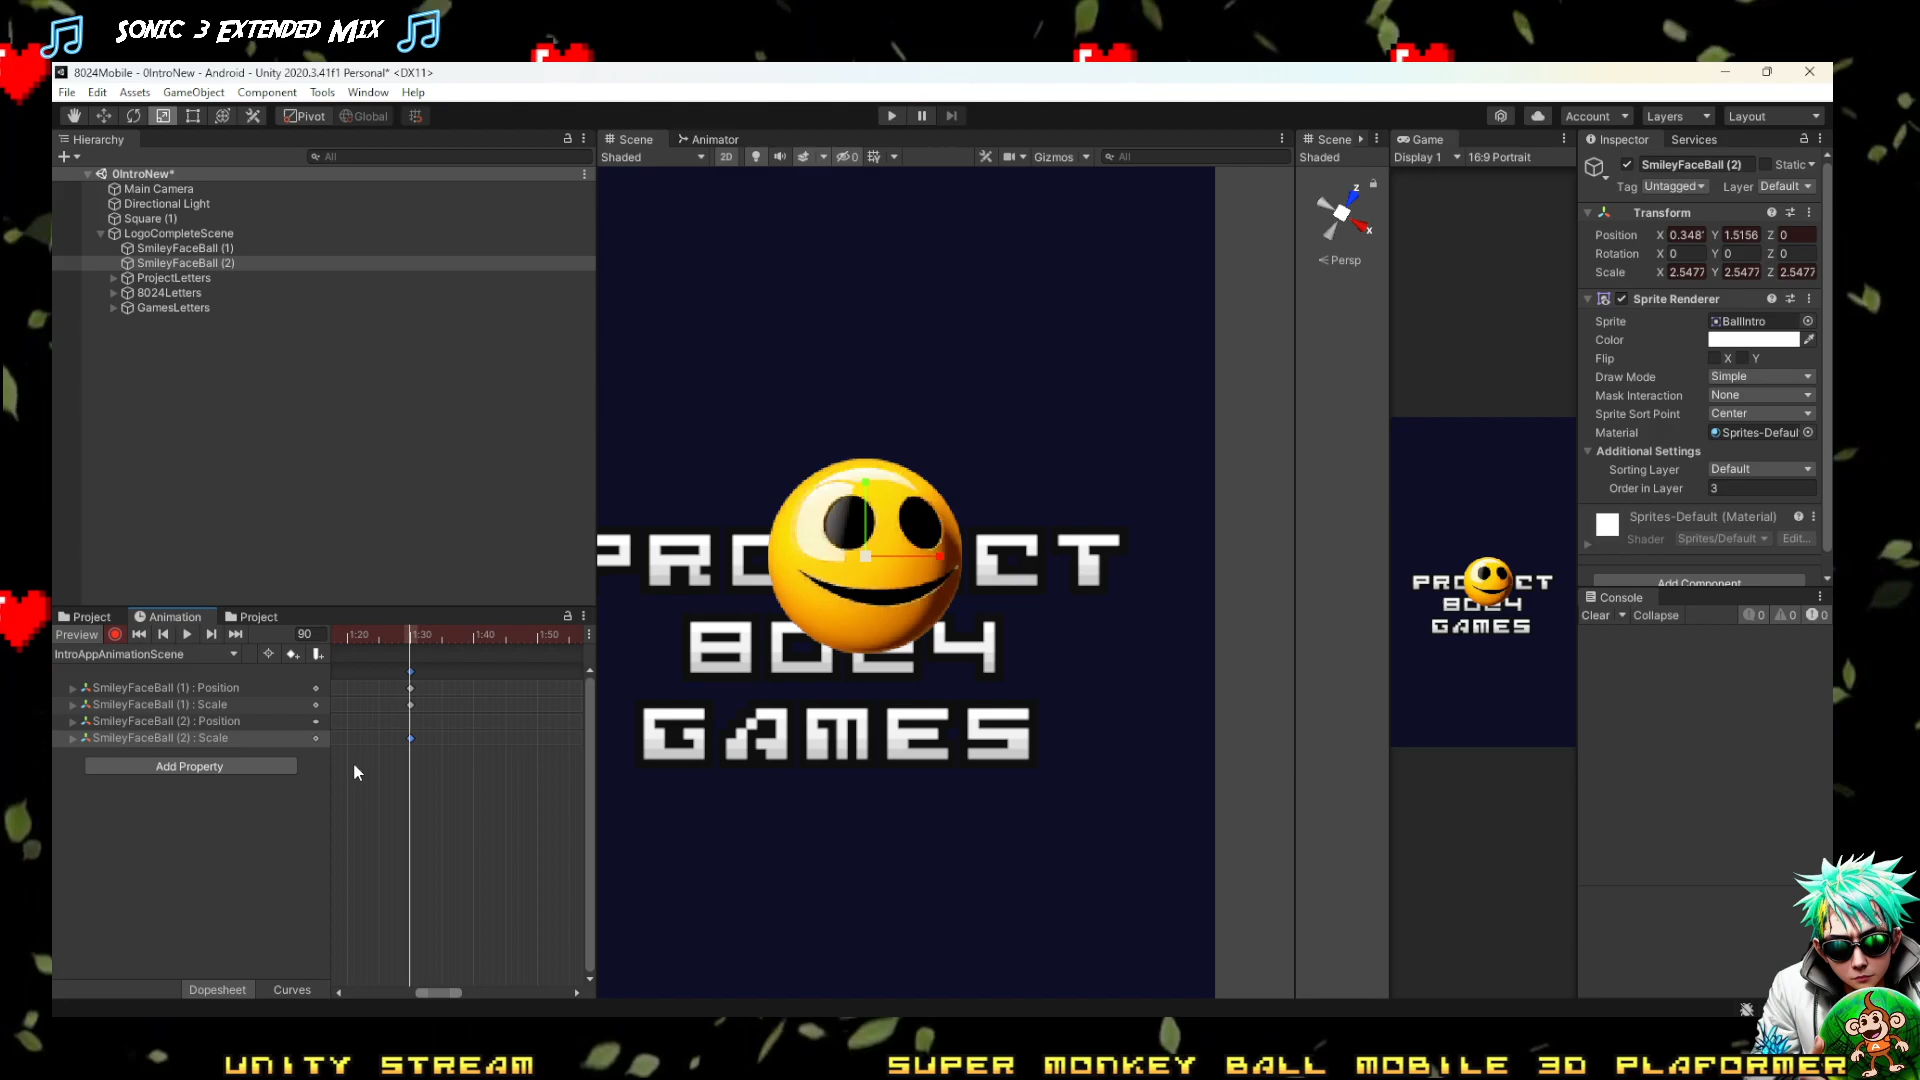 Sonic 3 Extended Mix
8024Mobile - 0IntroNew - Android - Unity 2020.3.41f1 Personal* <DX11>
File Edit Assets GameObject Component Tools Window Help
Pivot Global Account Layers Layout
Hierarchy
All
0IntroNew*
Main Camera
Directional Light
Square (1)
LogoCompleteScene
SmileyFaceBall (1)
SmileyFaceBall (2)
ProjectLetters
8024Letters
GamesLetters
Scene Animator
Shaded 2D 0 Gizmos All
Scene
Shaded
z
x
Persp
Game
Display 1 16:9 Portrait
GAMES
8024
GAMES
Inspector Services
SmileyFaceBall (2) Static
Tag Untagged Layer Default
Transform
Position X 0.348 Y 1.5156 Z 0
Rotation X 0 Y 0 Z 0
Scale X 2.5477 Y 2.5477 Z 2.5477
Sprite Renderer
Sprite BallIntro
Color
Flip X Y
Draw Mode Simple
Mask Interaction None
Sprite Sort Point Center
Material Sprites-Defaul
Additional Settings
Sorting Layer Default
Order in Layer 3
Sprites-Default (Material)
Shader Sprites/Default Edit...
Add Component
Console
Clear Collapse 0 0 0
Project Animation Project
Preview 90 1:20 1:30 1:40 1:50
IntroAppAnimationScene
SmileyFaceBall (1) : Position
SmileyFaceBall (1) : Scale
SmileyFaceBall (2) : Position
SmileyFaceBall (2) : Scale
Add Property
Dopesheet Curves
UNITY STREAM
SUPER MONKEY BALL MOBILE 3D PLAFORMER